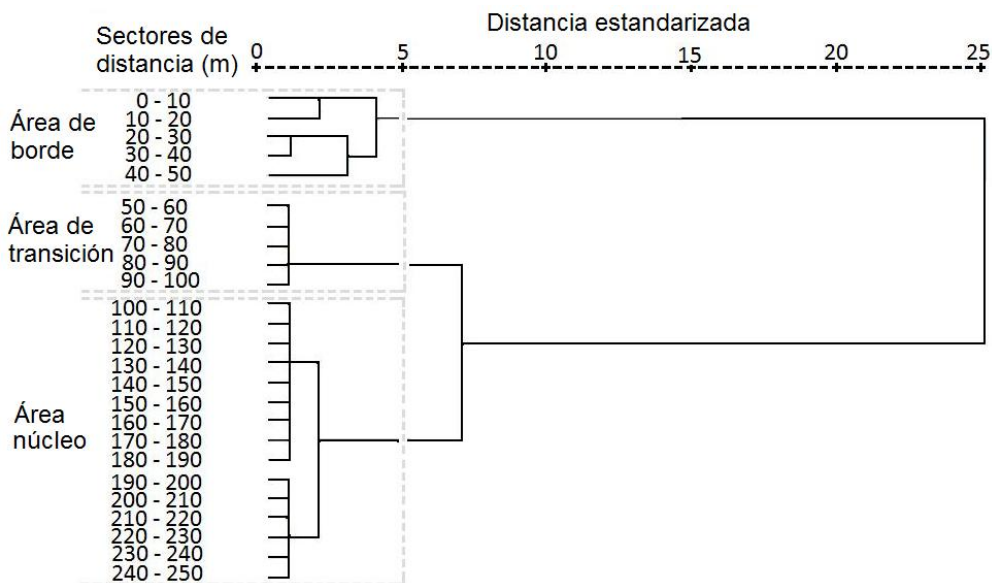 Distancia estandarizada
Sectores de
distancia (m)
0 5 10 15 20 25
Área de
borde
0 - 10
10 - 20
20 - 30
30 - 40
40 - 50
Área de
transición
50 - 60
60 - 70
70 - 80
80 - 90
90 - 100
Área
núcleo
100 - 110
110 - 120
120 - 130
130 - 140
140 - 150
150 - 160
160 - 170
170 - 180
180 - 190
190 - 200
200 - 210
210 - 220
220 - 230
230 - 240
240 - 250